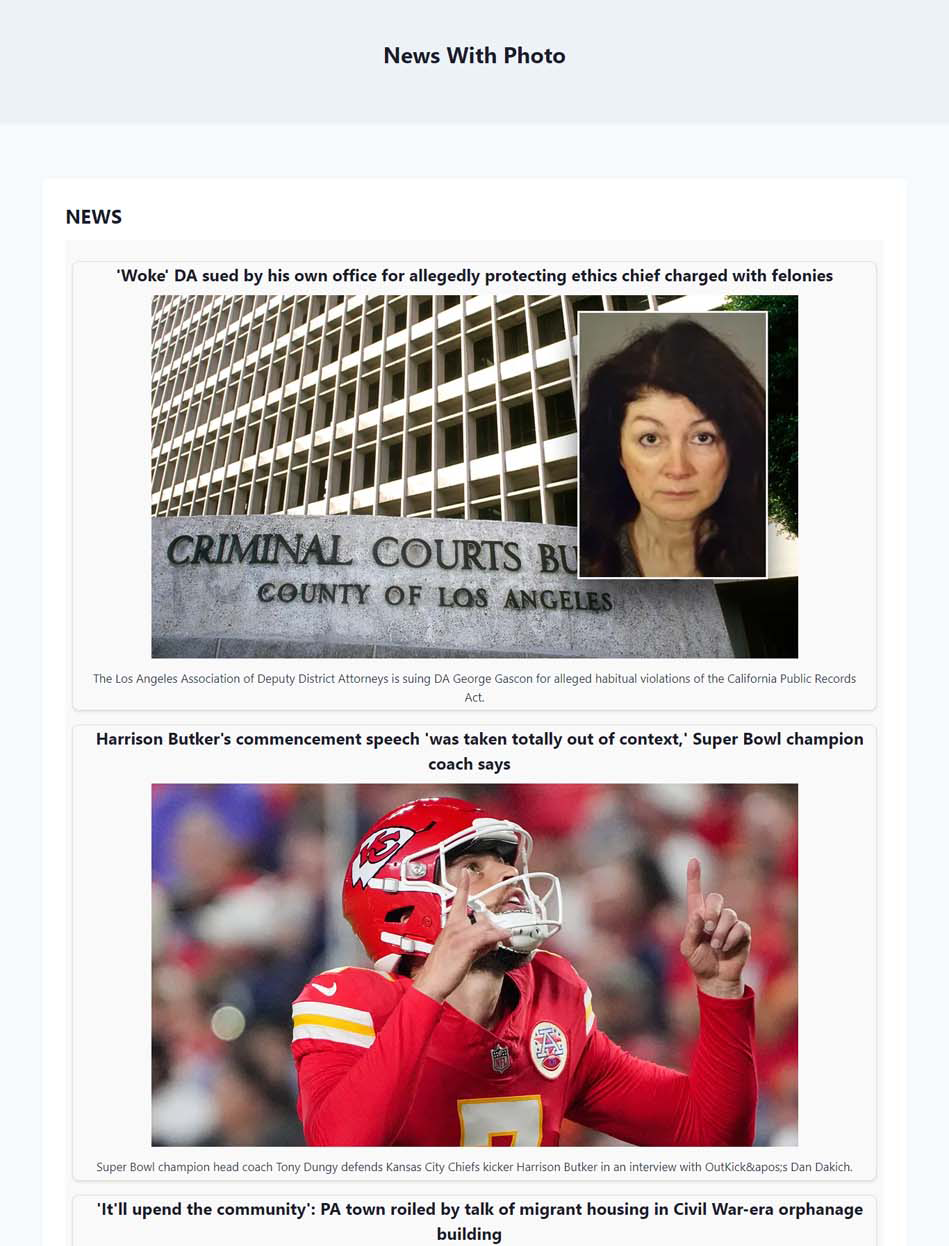 News With Photo
NEWS
'Woke' DA sued by his own office for allegedly protecting ethics chief charged with felonies
CRIMINAL COURTS BU
COUNTY OF LOS ANGELES
The Los Angeles Association of Deputy District Attorneys is suing DA George Gascon for alleged habitual violations of the California Public Records
Act.
Harrison Butker's commencement speech 'was taken totally out of context,' Super Bowl champion
coach says
Super Bowl champion head coach Tony Dungy defends Kansas City Chiefs kicker Harrison Butker in an interview with OutKick&apos;s Dan Dakich.
'It'll upend the community': PA town roiled by talk of migrant housing in Civil War-era orphanage
building